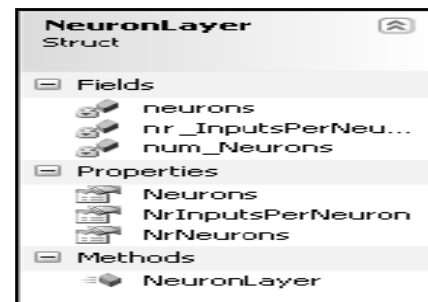 NeuronLayer
Struct
Fields
neurons
nr_InputsPerNeu...
num_Neurons
Properties
Neurons
NrInputsPerNeuron
NrNeurons
Methods
NeuronLayer